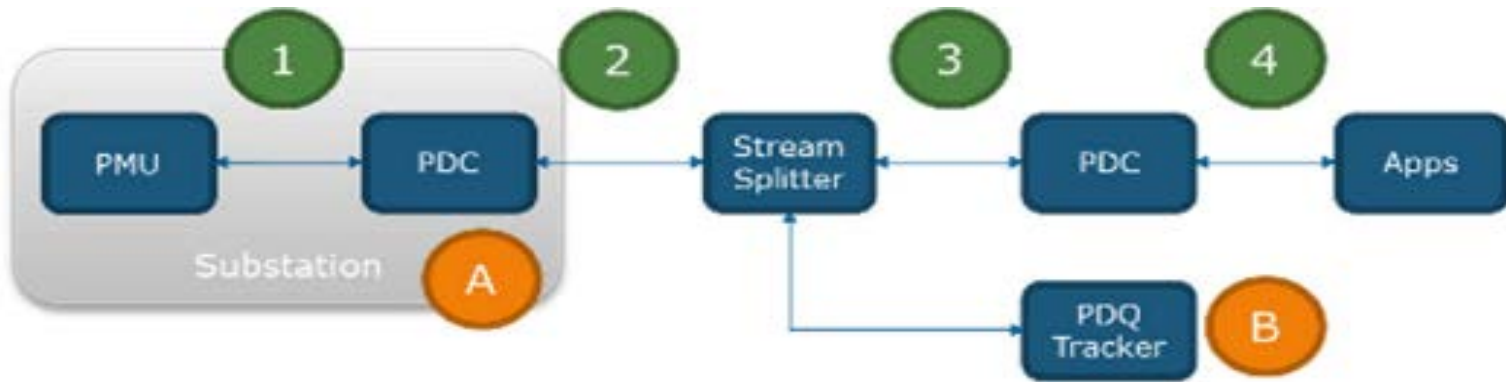 1
2
3
4
PMU
PDC
Stream
Splitter
PDC
Apps
Substation
A
PDQ
Tracker
B